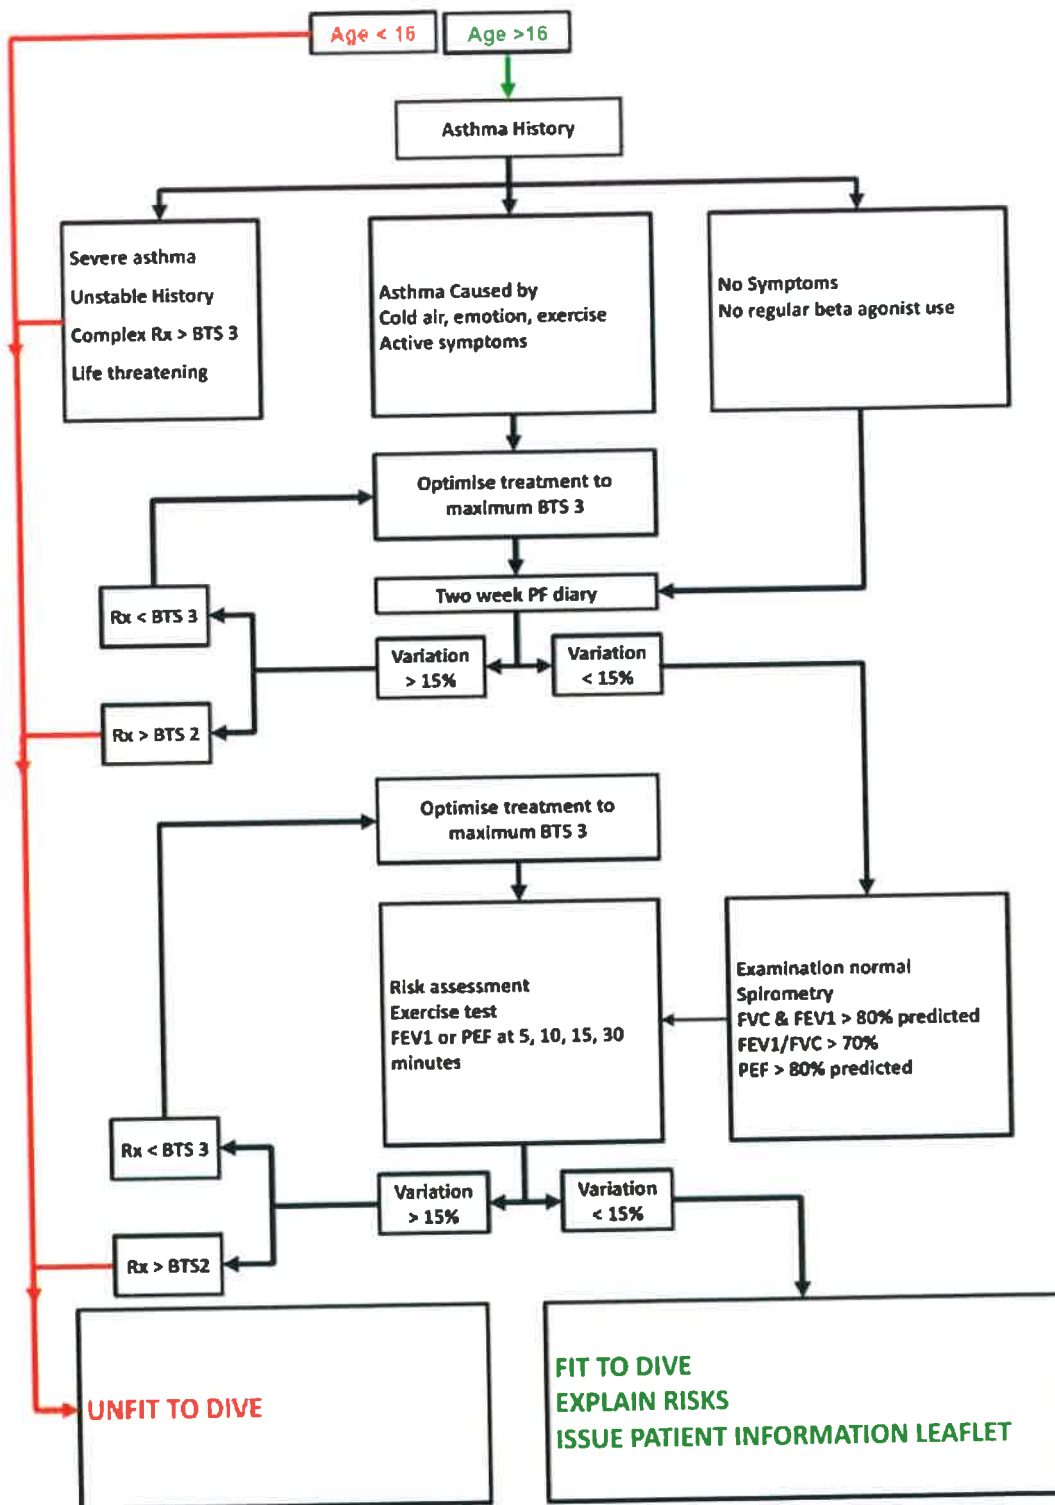 Age < 16
Age >16
Asthma History
Severe asthma
Unstable History
Complex Rx > BTS 3
Life threatening
Asthma Caused by
Cold air, emotion, exercise
Active symptoms
No Symptoms
No regular beta agonist use
Optimise treatment to
maximum BTS 3
Two week PF diary
Rx < BTS 3
Variation
> 15%
Variation
< 15%
Rx > BTS 2
Optimise treatment to
maximum BTS 3
Risk assessment
Exercise test
FEV1 or PEF at 5, 10, 15, 30
minutes
Examination normal
Spirometry
FVC & FEV1 > 80% predicted
FEV1/FVC > 70%
PEF > 80% predicted
Rx < BTS 3
Variation
> 15%
Variation
< 15%
Rx > BTS2
UNFIT TO DIVE
FIT TO DIVE
EXPLAIN RISKS
ISSUE PATIENT INFORMATION LEAFLET